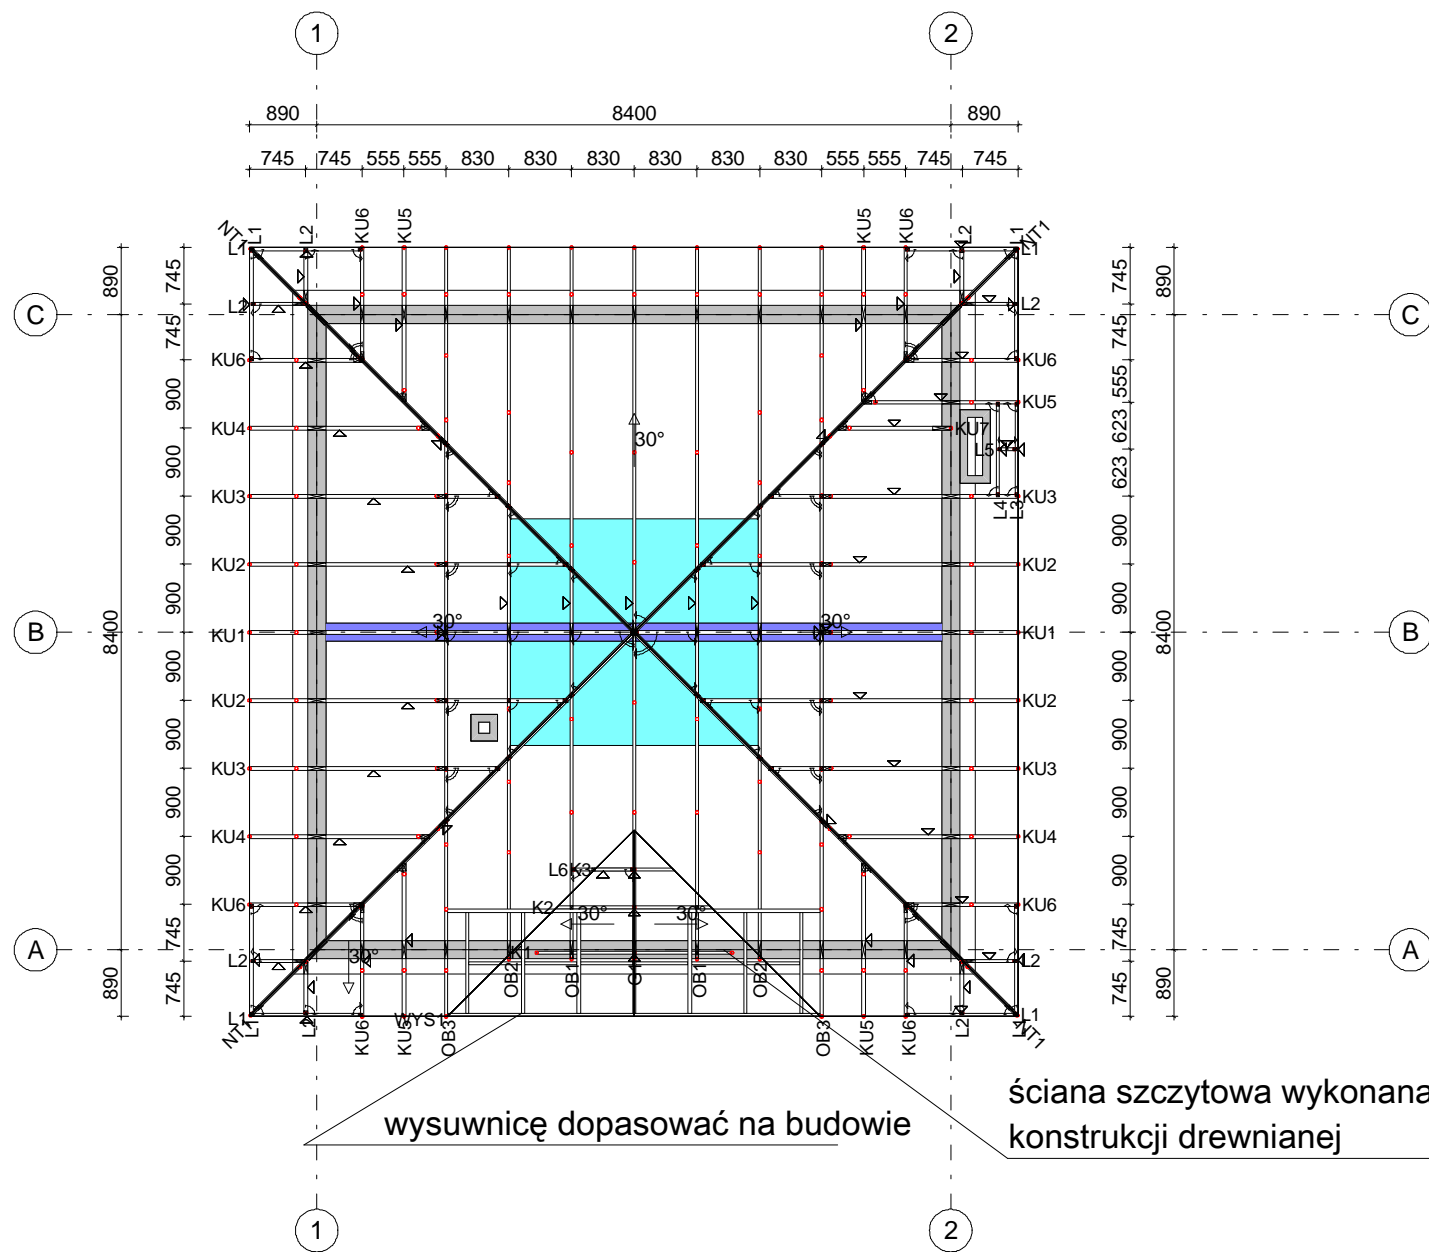 1
2
890
8400
890
745
745
555
555
830
830
830
830
830
830
555
555
745
745
NT1
L1
L2
KU6
KU5
KU5
KU6
L2
L1
NT1
L1
L1
890
745
745
890
L2
L2
C
C
745
745
KU6
KU6
555
900
KU5
KU4
30°
KU7
623
L5
900
623
KU3
L4
L3
KU3
900
900
KU2
KU2
900
900
30°
30°
B
KU1
KU1
B
8400
8400
900
900
KU2
KU2
900
900
KU3
KU3
900
900
KU4
KU4
900
L6
K3
900
KU6
K2
30°
30°
KU6
745
745
A
30°
K1
A
L2
OB2
OB1
G1
OB1
OB2
L2
890
745
745
890
L1
WYS1
L1
NT1
L1
L2
KU6
KU5
OB3
OB3
KU5
KU6
L2
L1
NT1
ściana szczytowa wykonana
wysuwnicę dopasować na budowie
konstrukcji drewnianej
1
2